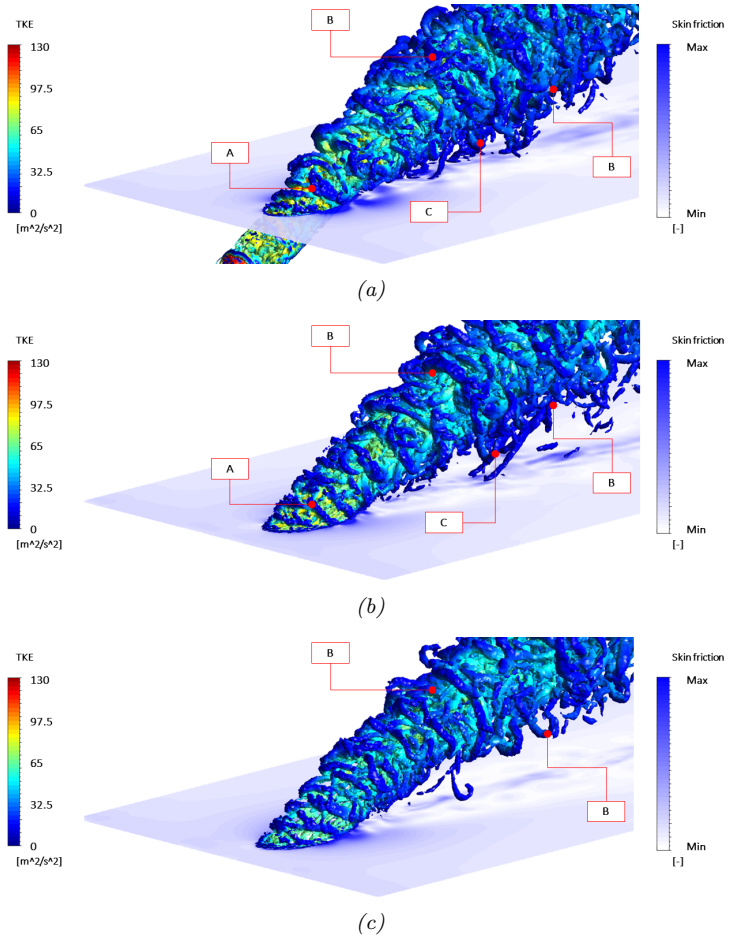 TKE
130
97.5
65
32.5
0
[m^2/s^2]
B
A
C
B
Skin friction
Max
Min
[-]
(a)
TKE
130
97.5
65
32.5
0
[m^2/s^2]
B
A
C
B
Skin friction
Max
Min
[-]
(b)
TKE
130
97.5
65
32.5
0
[m^2/s^2]
B
B
Skin friction
Max
Min
[-]
(c)